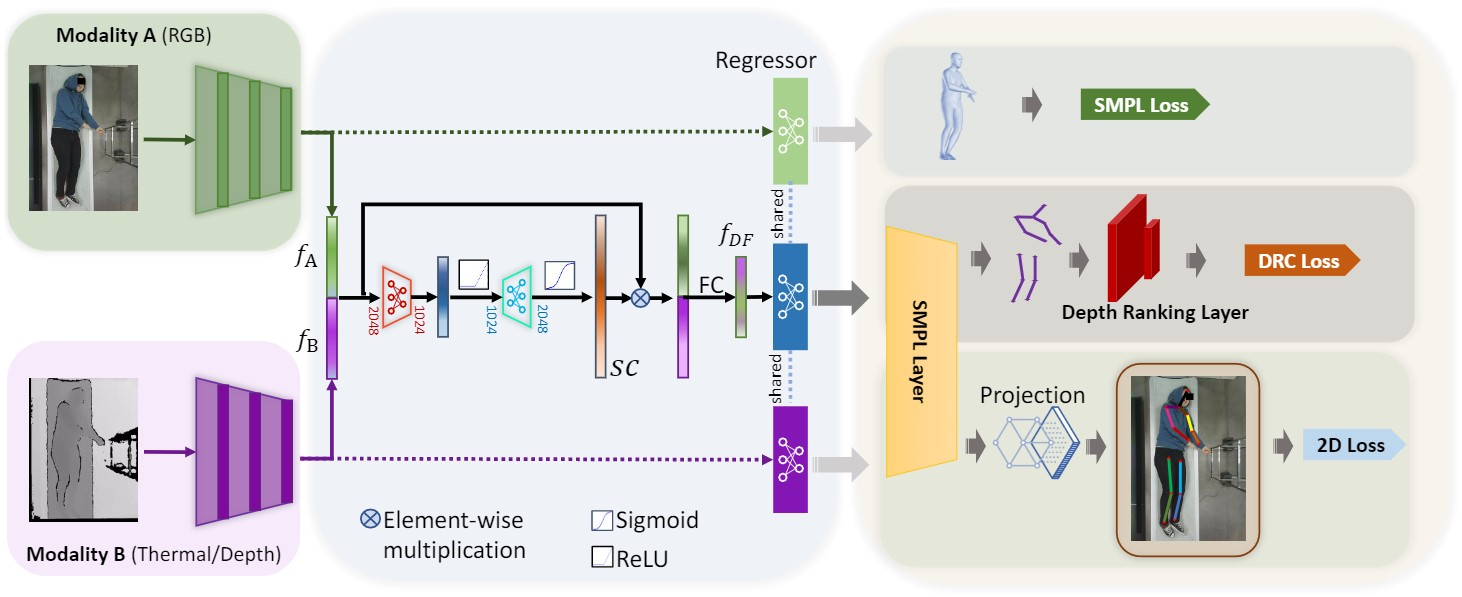 Modality A (RGB)
Modality B (Thermal/Depth)
f_A
f_B
2048
1024
1024
2048
SC
FC
f_DF
Regressor
shared
shared
Element-wise
multiplication
Sigmoid
ReLU
SMPL Layer
SMPL Loss
Depth Ranking Layer
DRC Loss
Projection
2D Loss